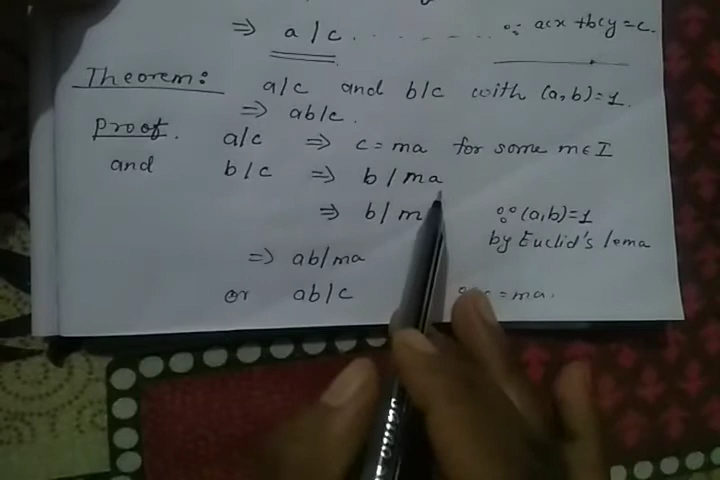 ⇒ a/c. - - - - - - - ∵ acx + bcy = c.
Theorem: a/c and b/c with (a,b)=1.
⇒ ab/c.
Proof. a/c ⇒ c = ma for some m∈I
and b/c ⇒ b/ma
⇒ b/m ∵ (a,b)=1
by Euclid's lema
⇒ ab/ma
or ab/c = ma.